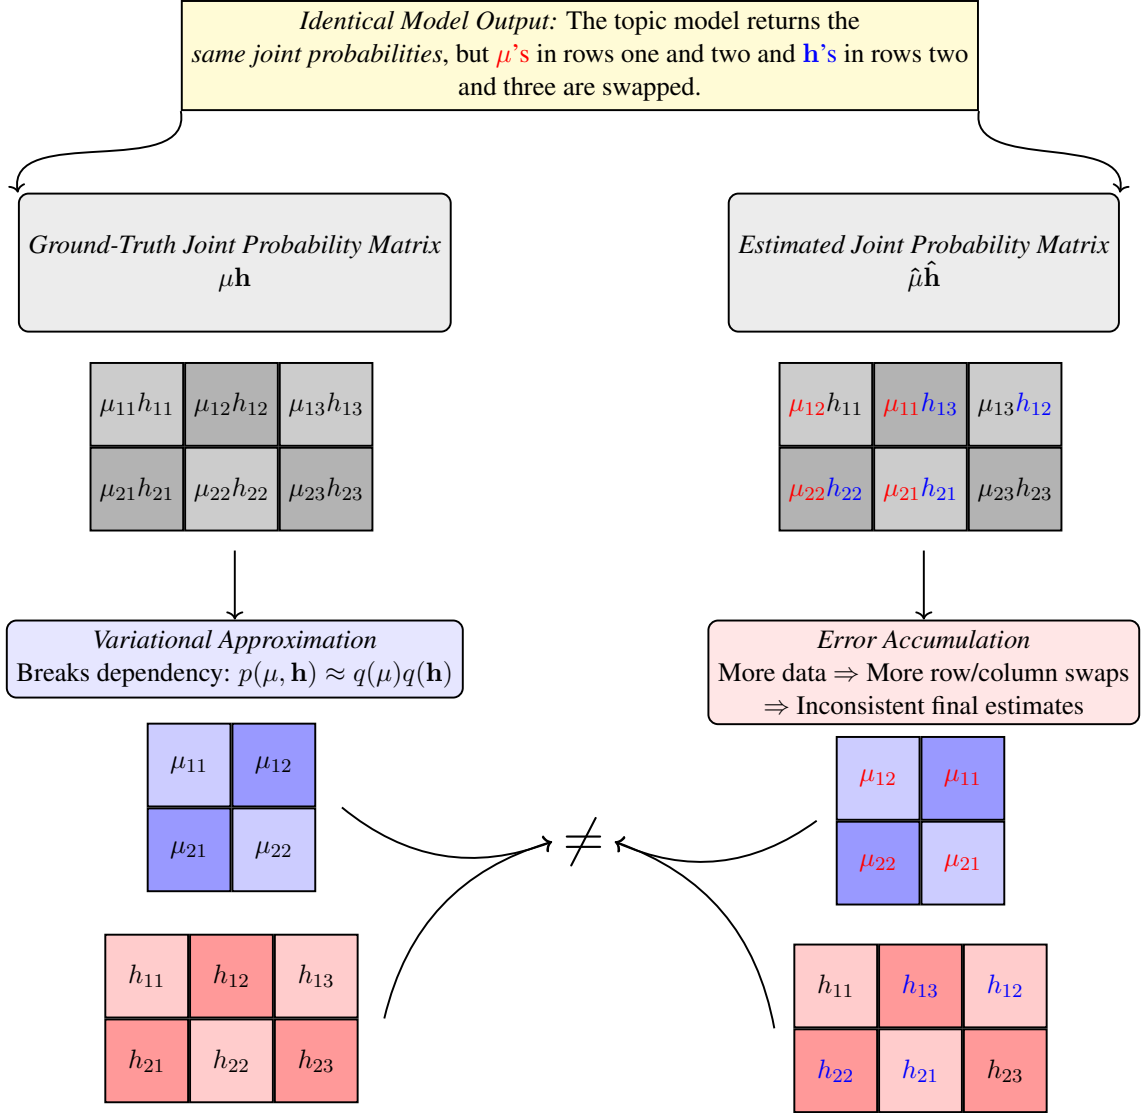 Identical Model Output: The topic model returns the
same joint probabilities, but μ's in rows one and two and h's in rows two
and three are swapped.
Ground-Truth Joint Probability Matrix
μh
Estimated Joint Probability Matrix
μ̂ĥ
μ₁₁h₁₁ μ₁₂h₁₂ μ₁₃h₁₃
μ₂₁h₂₁ μ₂₂h₂₂ μ₂₃h₂₃
μ₁₂h₁₁ μ₁₁h₁₃ μ₁₃h₁₂
μ₂₂h₂₂ μ₂₁h₂₁ μ₂₃h₂₃
Variational Approximation
Breaks dependency: p(μ, h) ≈ q(μ)q(h)
Error Accumulation
More data ⇒ More row/column swaps
⇒ Inconsistent final estimates
μ₁₁ μ₁₂
μ₂₁ μ₂₂
≠
μ₁₂ μ₁₁
μ₂₂ μ₂₁
h₁₁ h₁₂ h₁₃
h₂₁ h₂₂ h₂₃
h₁₁ h₁₃ h₁₂
h₂₂ h₂₁ h₂₃